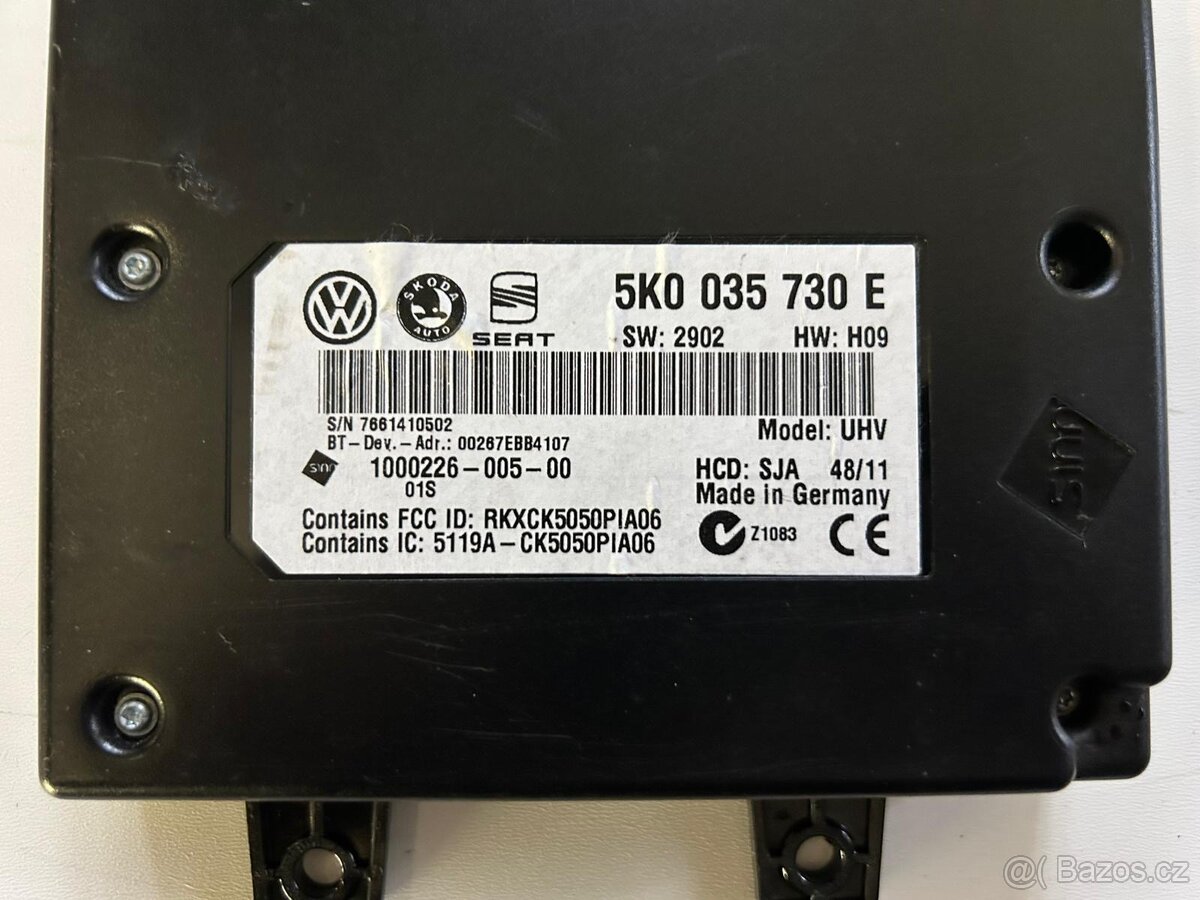 SKODA
AUTO
SEAT
5K0 035 730 E
SW: 2902 HW: H09
S/N 7661410502
BT-Dev.-Adr.: 00267EBB4107
Model: UHV
1000226-005-00
01S
HCD: SJA 48/11
Made in Germany
Contains FCC ID: RKXCK5050PIA06
Contains IC: 5119A-CK5050PIA06
Z1083
CE
Bazos.cz